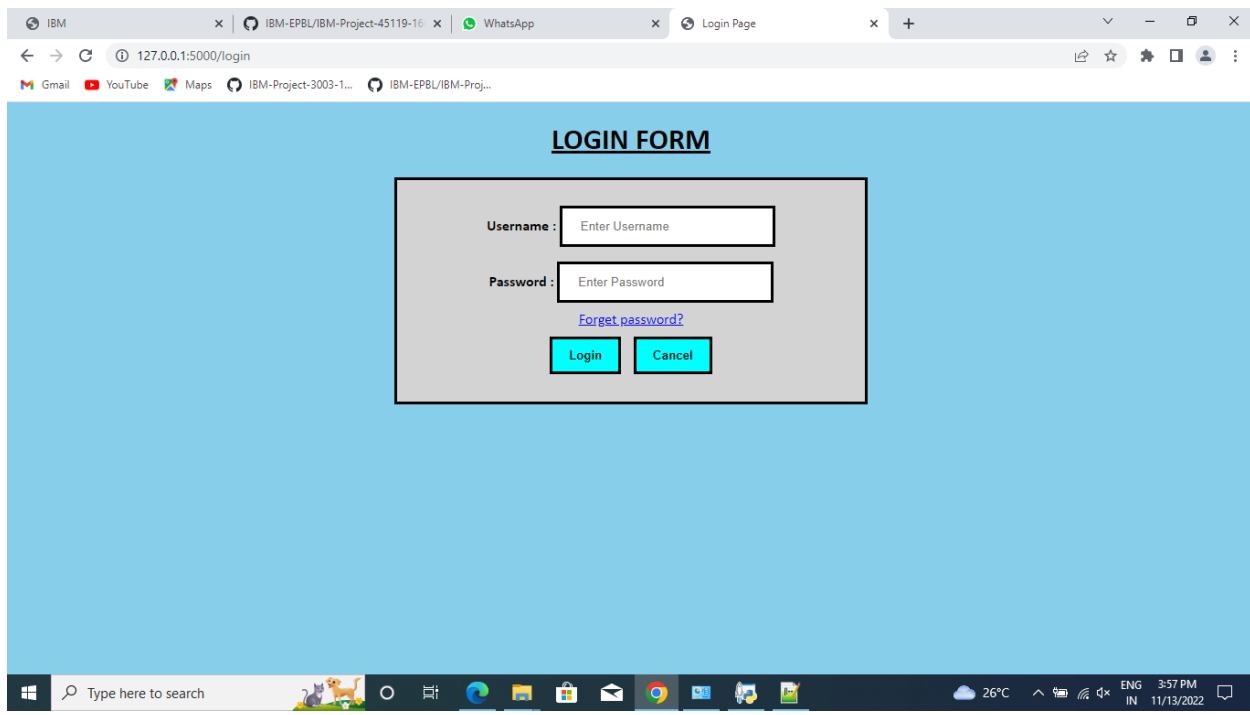 IBM
IBM-EPBL/IBM-Project-45119-16
WhatsApp
Login Page
127.0.0.1:5000/login
Gmail YouTube Maps IBM-Project-3003-1... IBM-EPBL/IBM-Proj...
LOGIN FORM
Username : Enter Username
Password : Enter Password
Forget password?
Login Cancel
Type here to search
26°C
ENG 3:57 PM
IN 11/13/2022